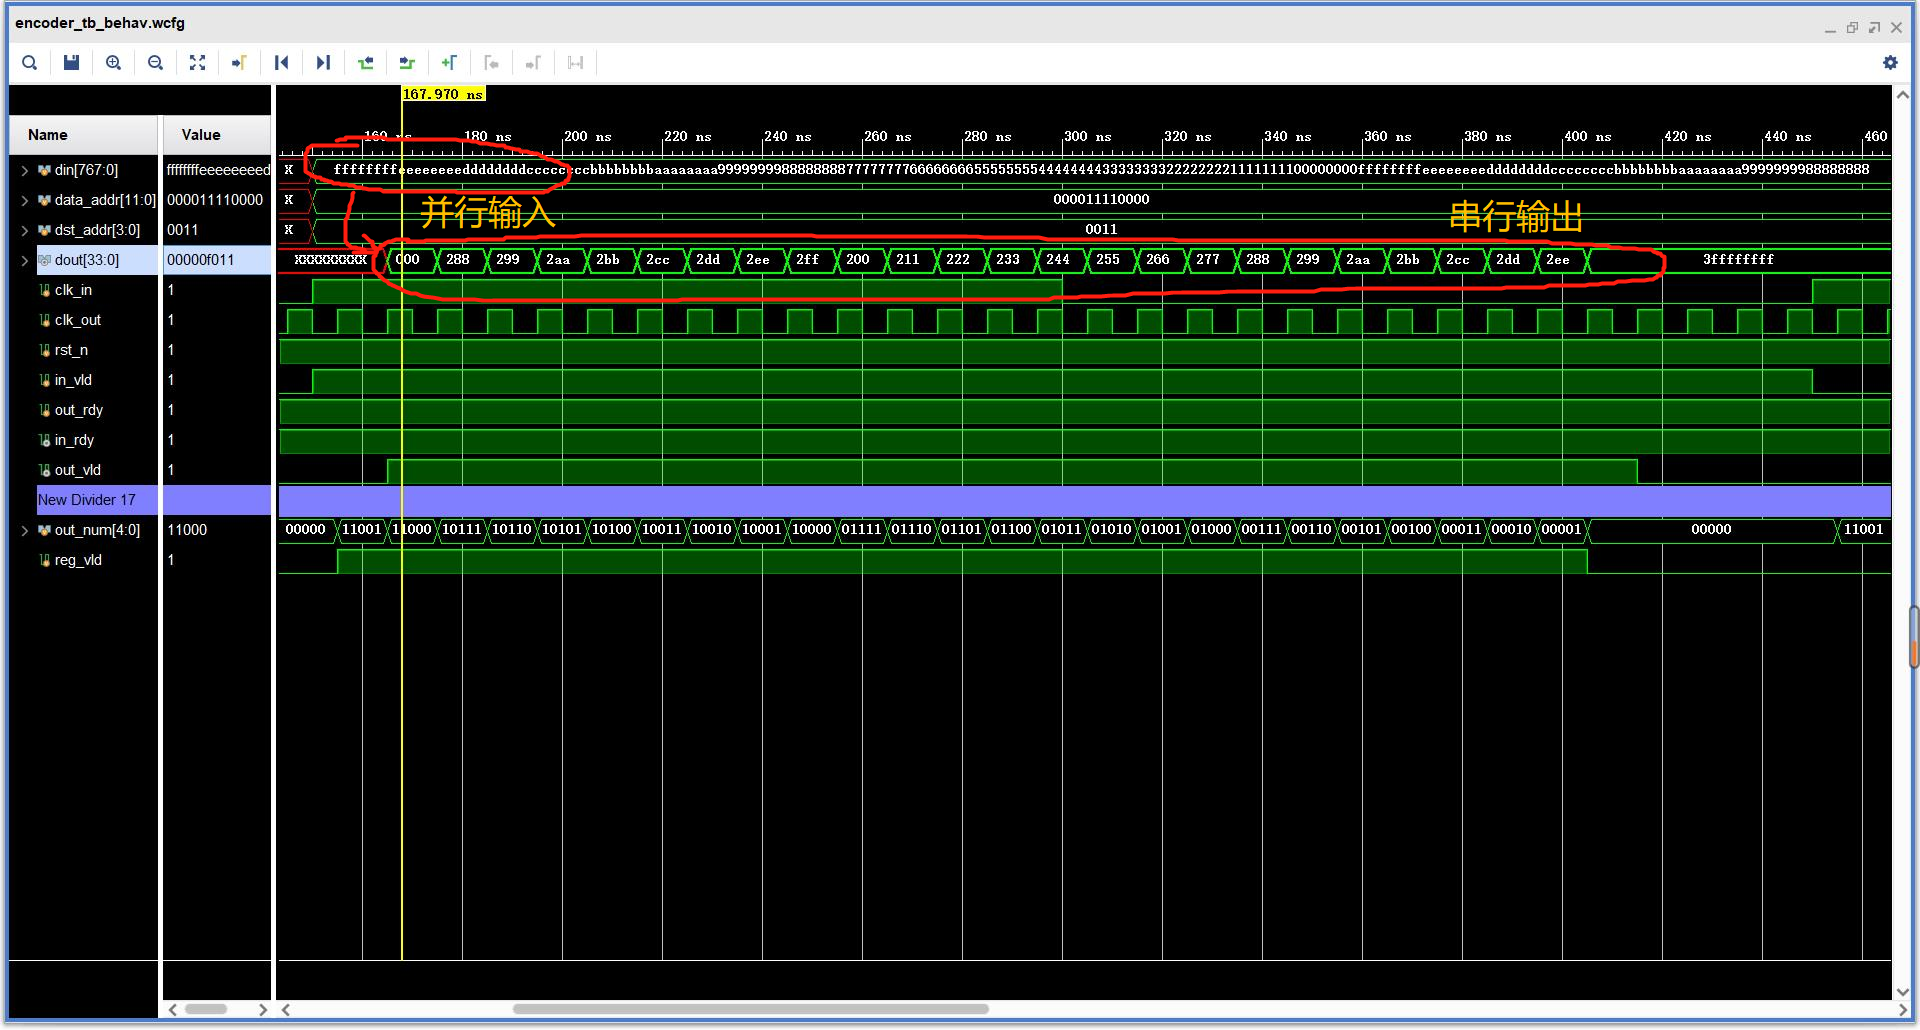 encoder_tb_behav.wcfg
167.970 ns
Name Value
160 ns 180 ns 200 ns 220 ns 240 ns 260 ns 280 ns 300 ns 320 ns 340 ns 360 ns 380 ns 400 ns 420 ns 440 ns 460
din[767:0] ffffffffeeeeeeeed X ffffffffeeeeeeeeddddddddccccccccbbbbbbbbaaaaaaaa99999999888888887777777766666666555555554444444433333333222222221111111100000000ffffffffeeeeeeeeddddddddccccccccbbbbbbbbaaaaaaaa9999999988888888
data_addr[11:0] 000011110000 X 000011110000
并行输入 串行输出
dst_addr[3:0] 0011 X 0011
dout[33:0] 00000f011 XXXXXXXXX 000 288 299 2aa 2bb 2cc 2dd 2ee 2ff 200 211 222 233 244 255 266 277 288 299 2aa 2bb 2cc 2dd 2ee 3ffffffff
clk_in 1
clk_out 1
rst_n 1
in_vld 1
out_rdy 1
in_rdy 1
out_vld 1
New Divider 17
out_num[4:0] 11000 00000 11001 11000 10111 10110 10101 10100 10011 10010 10001 10000 01111 01110 01101 01100 01011 01010 01001 01000 00111 00110 00101 00100 00011 00010 00001 00000 11001
reg_vld 1